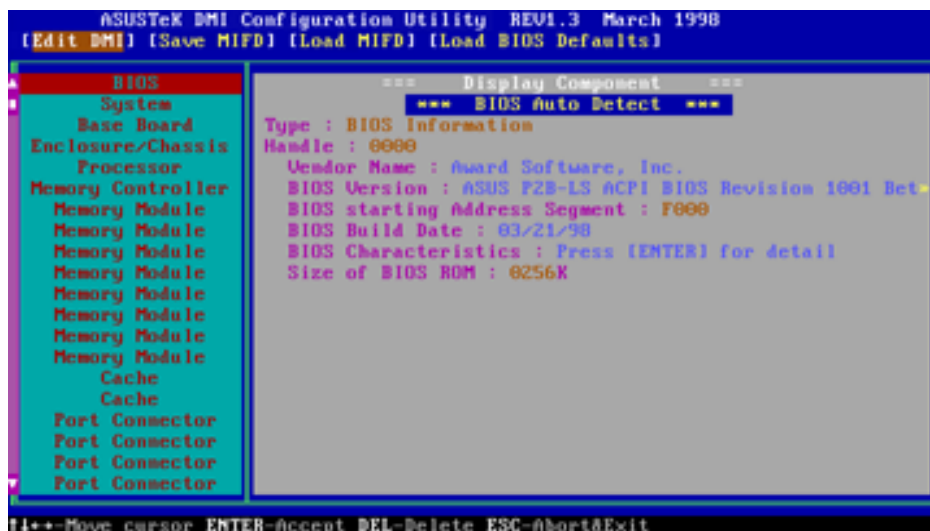 ASUSTeK DMI Configuration Utility REV1.3 March 1998
[Edit DMI] [Save MIFD] [Load MIFD] [Load BIOS Defaults]
BIOS
System
Base Board
Enclosure/Chassis
Processor
Memory Controller
Memory Module
Memory Module
Memory Module
Memory Module
Memory Module
Memory Module
Memory Module
Memory Module
Cache
Cache
Port Connector
Port Connector
Port Connector
Port Connector
=== Display Component ===
*** BIOS Auto Detect ***
Type : BIOS Information
Handle : 0000
Vendor Name : Award Software, Inc.
BIOS Version : ASUS P2B-LS ACPI BIOS Revision 1001 Bet
BIOS starting Address Segment : F000
BIOS Build Date : 03/21/98
BIOS Characteristics : Press [ENTER] for detail
Size of BIOS ROM : 0256K
↑↓←→-Move cursor ENTER-Accept DEL-Delete ESC-Abort&Exit